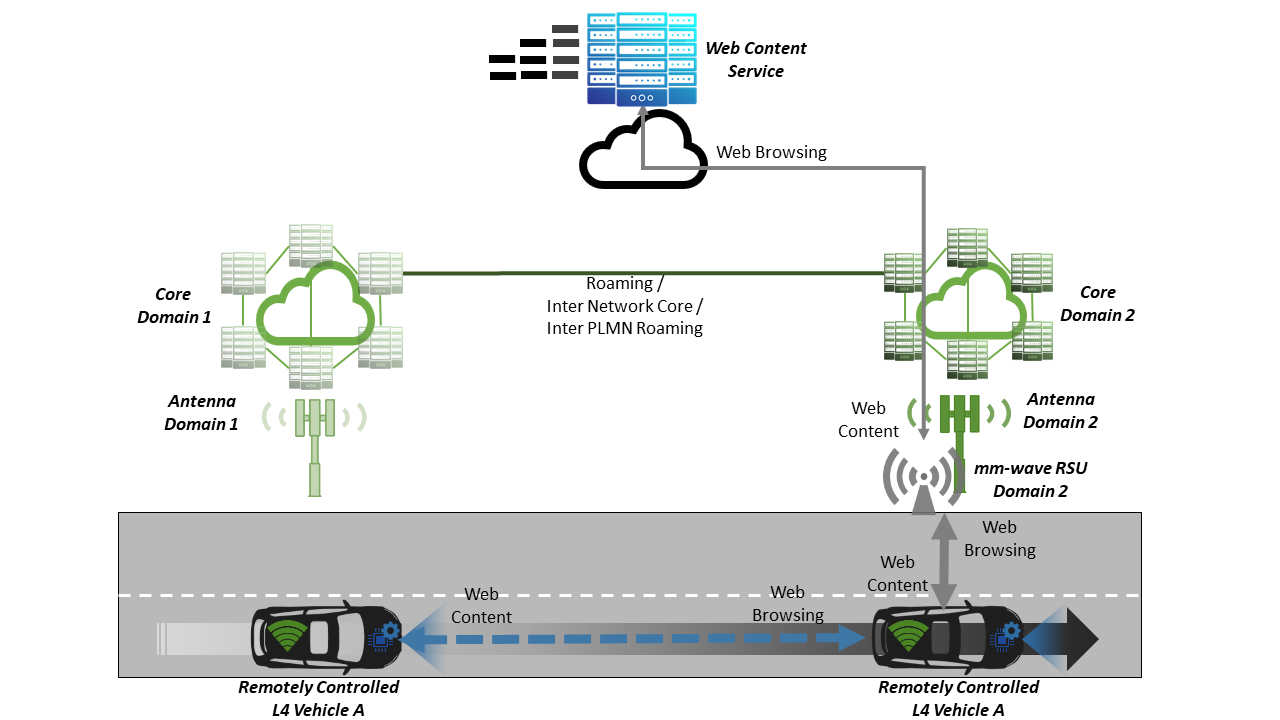 Web Content
Service
Web Browsing
Roaming /
Inter Network Core /
Inter PLMN Roaming
Core
Domain 1
Core
Domain 2
Antenna
Domain 1
Web
Content
Antenna
Domain 2
mm-wave RSU
Domain 2
Web
Browsing
Web
Content
Web
Content
Web
Browsing
Remotely Controlled
L4 Vehicle A
Remotely Controlled
L4 Vehicle A